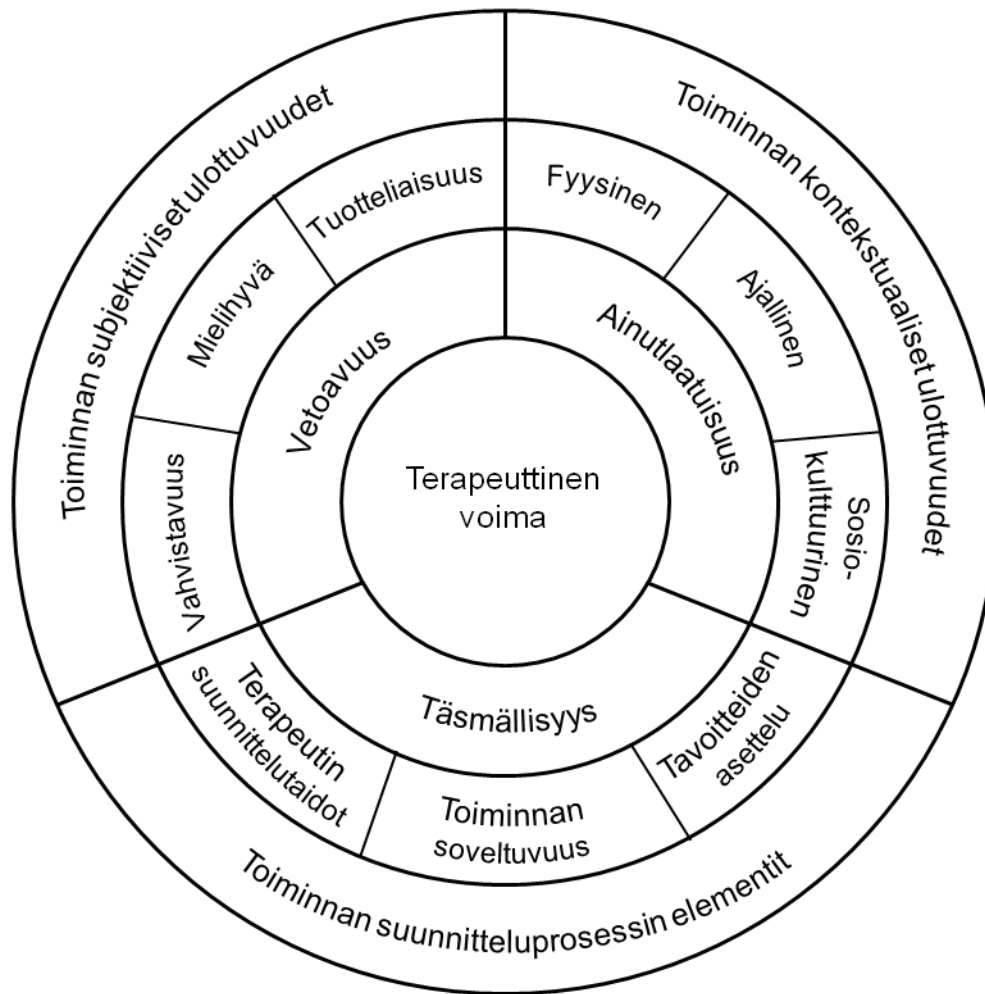 Toiminnan subjektiiviset ulottuvuudet
Toiminnan kontekstuaaliset ulottuvuudet
Toiminnan suunnitteluprosessin elementit
Vahvistavuus
Mielihyvä
Tuotteliaisuus
Fyysinen
Ajallinen
Sosio-
kulttuurinen
Tavoitteiden
asettelu
Toiminnan
soveltuvuus
Terapeutin
suunnittelutaidot
Vetoavuus
Ainutlaatuisuus
Täsmällisyys
Terapeuttinen
voima